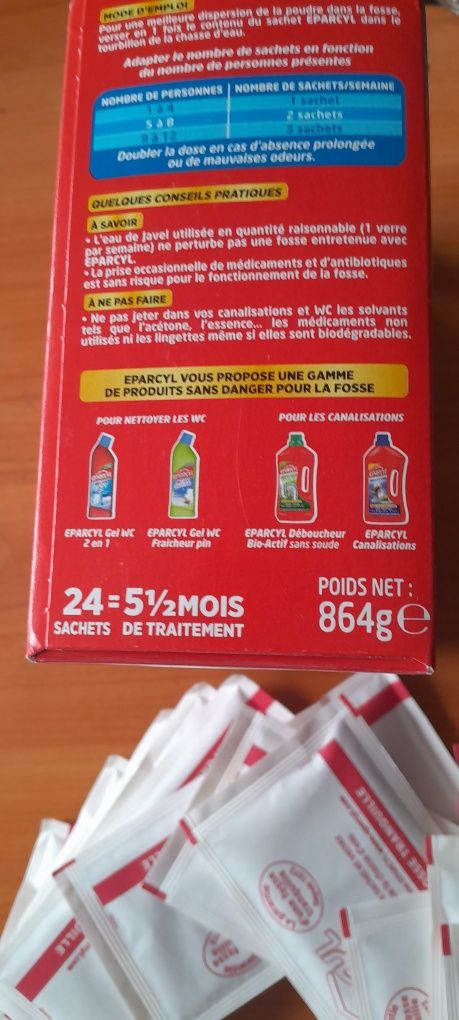 MODE D'EMPLOI
Pour une meilleure dispersion de la poudre dans la fosse,
verser en 1 fois le contenu du sachet EPARCYL dans le
tourbillon de la chasse d'eau.
Adapter le nombre de sachets en fonction
du nombre de personnes présentes
NOMBRE DE PERSONNES NOMBRE DE SACHETS/SEMAINE
1 à 4 1 sachet
5 à 8 2 sachets
9 à 12 3 sachets
Doubler la dose en cas d'absence prolongée
ou de mauvaises odeurs.
QUELQUES CONSEILS PRATIQUES
À SAVOIR
• L'eau de Javel utilisée en quantité raisonnable (1 verre
par semaine) ne perturbe pas une fosse entretenue avec
EPARCYL.
• La prise occasionnelle de médicaments et d'antibiotiques
est sans risque pour le fonctionnement de la fosse.
À NE PAS FAIRE
• Ne pas jeter dans vos canalisations et WC les solvants
tels que l'acétone, l'essence... les médicaments non
utilisés ni les lingettes même si elles sont biodégradables.
EPARCYL VOUS PROPOSE UNE GAMME
DE PRODUITS SANS DANGER POUR LA FOSSE
POUR NETTOYER LES WC POUR LES CANALISATIONS
EPARCYL Gel WC
2 en 1
EPARCYL Gel WC
Fraicheur pin
EPARCYL Déboucheur
Bio-Actif sans soude
EPARCYL
Canalisations
24=5½MOIS
SACHETS DE TRAITEMENT
POIDS NET :
864g e
TRANQUILLE